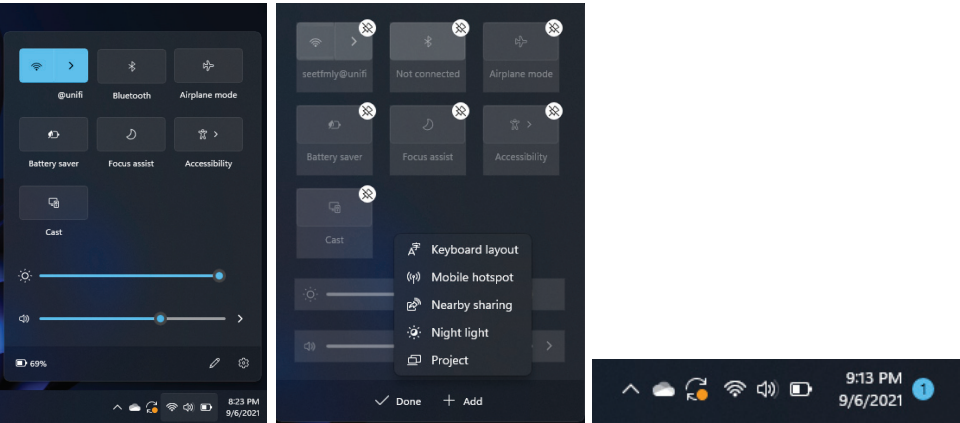 @unifi Bluetooth Airplane mode
Battery saver Focus assist Accessibility
Cast
69%
8:23 PM
9/6/2021
seetfmly@unifi Not connected Airplane mode
Battery saver Focus assist Accessibility
Cast
Keyboard layout
Mobile hotspot
Nearby sharing
Night light
Project
Done Add
9:13 PM
9/6/2021
1